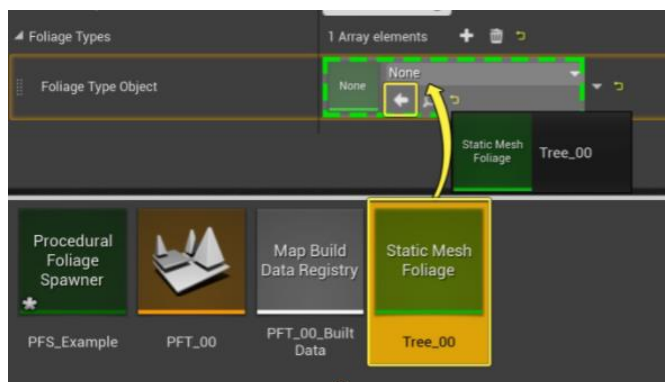 Foliage Types
1 Array elements
Foliage Type Object
None
None
Static Mesh
Foliage
Tree_00
Procedural
Foliage
Spawner
Map Build
Data Registry
Static Mesh
Foliage
PFS_Example
PFT_00
PFT_00_Built
Data
Tree_00